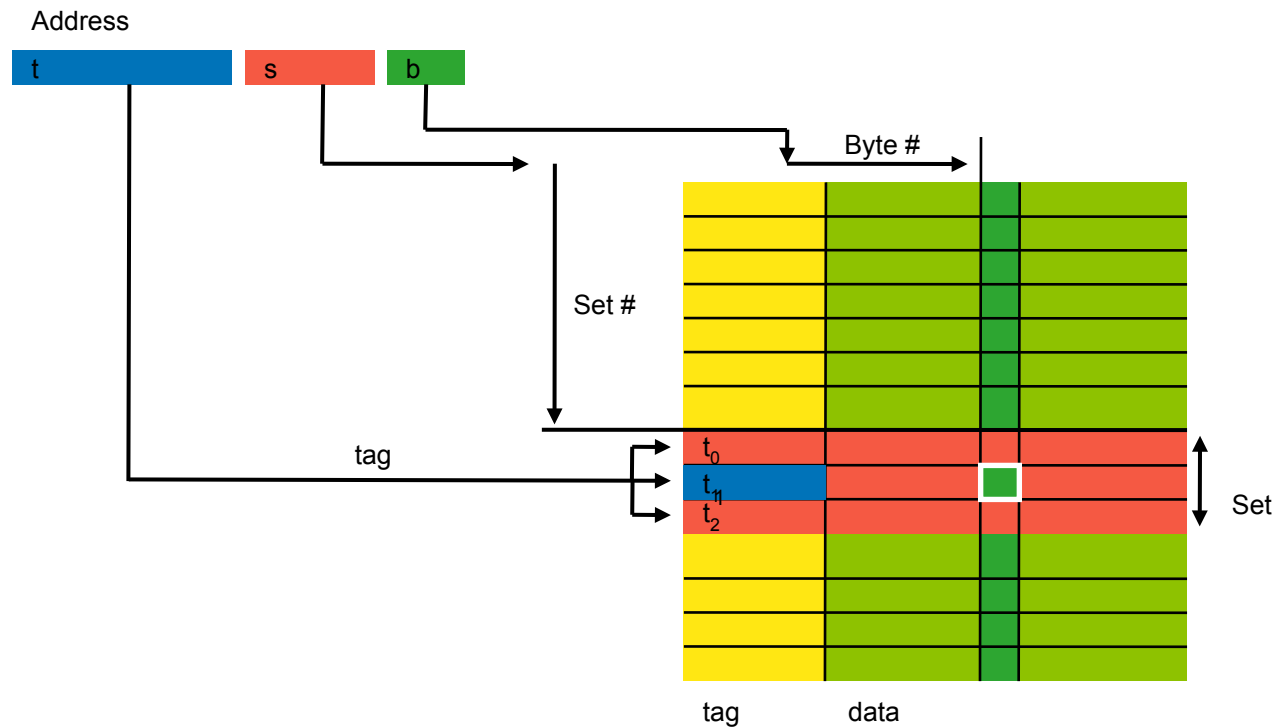 Address
t s b
Byte #
Set #
tag
t0
t1
t2
Set
tag data